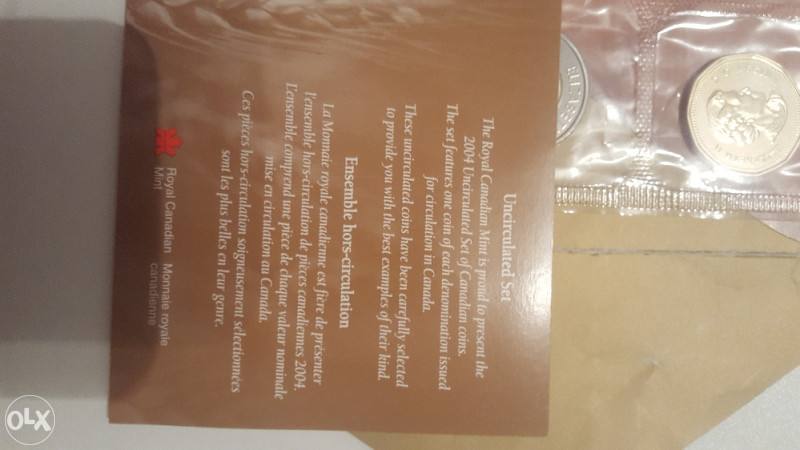 Uncirculated Set
The Royal Canadian Mint is proud to present the
2004 Uncirculated Set of Canadian coins.
The set features one coin of each denomination issued
for circulation in Canada.
These uncirculated coins have been carefully selected
to provide you with the best examples of their kind.
Ensemble hors-circulation
La Monnaie royale canadienne est fière de présenter
l'ensemble hors-circulation de pièces canadiennes 2004.
L'ensemble comprend une pièce de chaque valeur nominale
mise en circulation au Canada.
Ces pièces hors-circulation soigneusement sélectionnées
sont les plus belles en leur genre.
Royal Canadian
Mint
Monnaie royale
canadienne
OLX